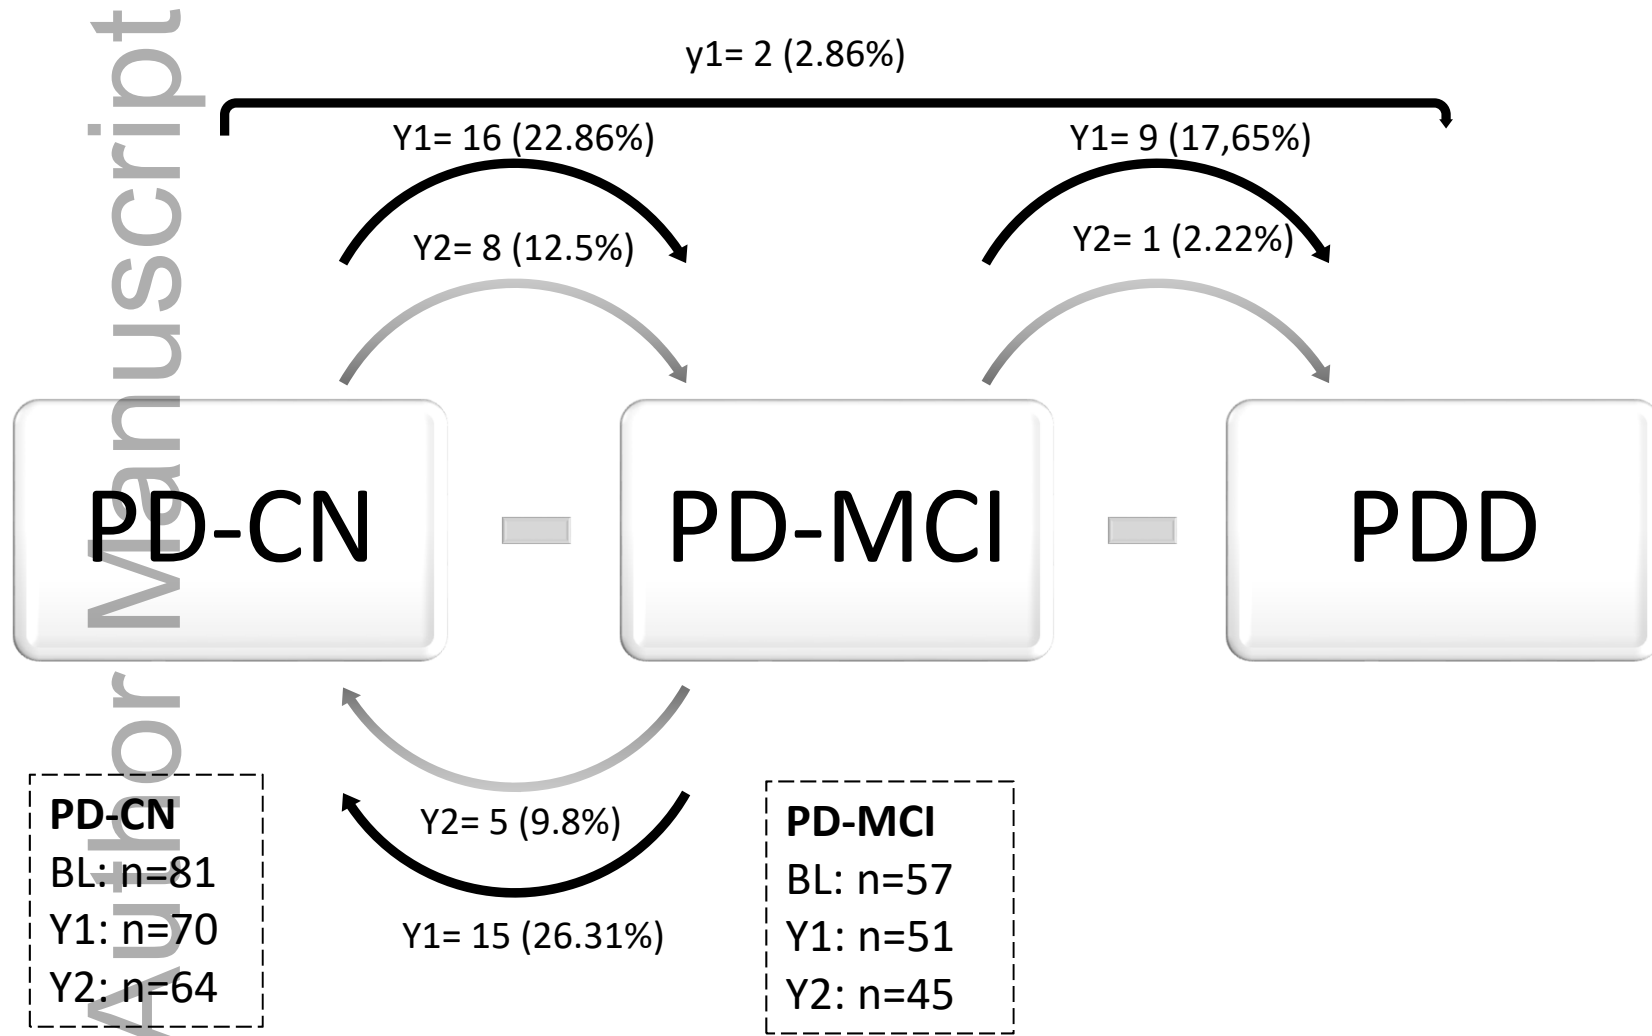 y1= 2 (2.86%)
Y1= 16 (22.86%)
Y1= 9 (17,65%)
Y2= 8 (12.5%)
Y2= 1 (2.22%)
PD-CN
PD-MCI
PDD
Y2= 5 (9.8%)
Y1= 15 (26.31%)
PD-CN
BL: n=81
Y1: n=70
Y2: n=64
PD-MCI
BL: n=57
Y1: n=51
Y2: n=45
Author Manuscript